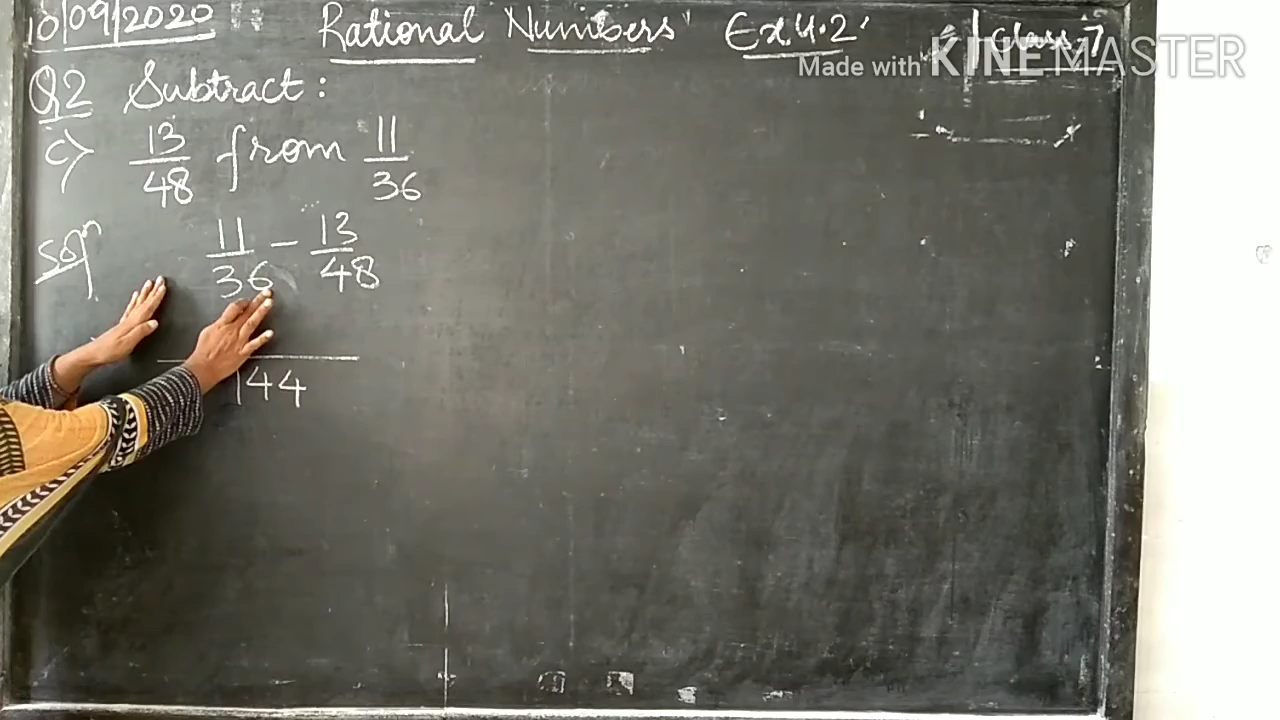 10/09/2020 Rational Numbers" Ex 4.2 Class 7
Made with KINEMASTER
Q2 Subtract :
i> 13/48 from 11/36
Solⁿ 11/36 - 13/48
144